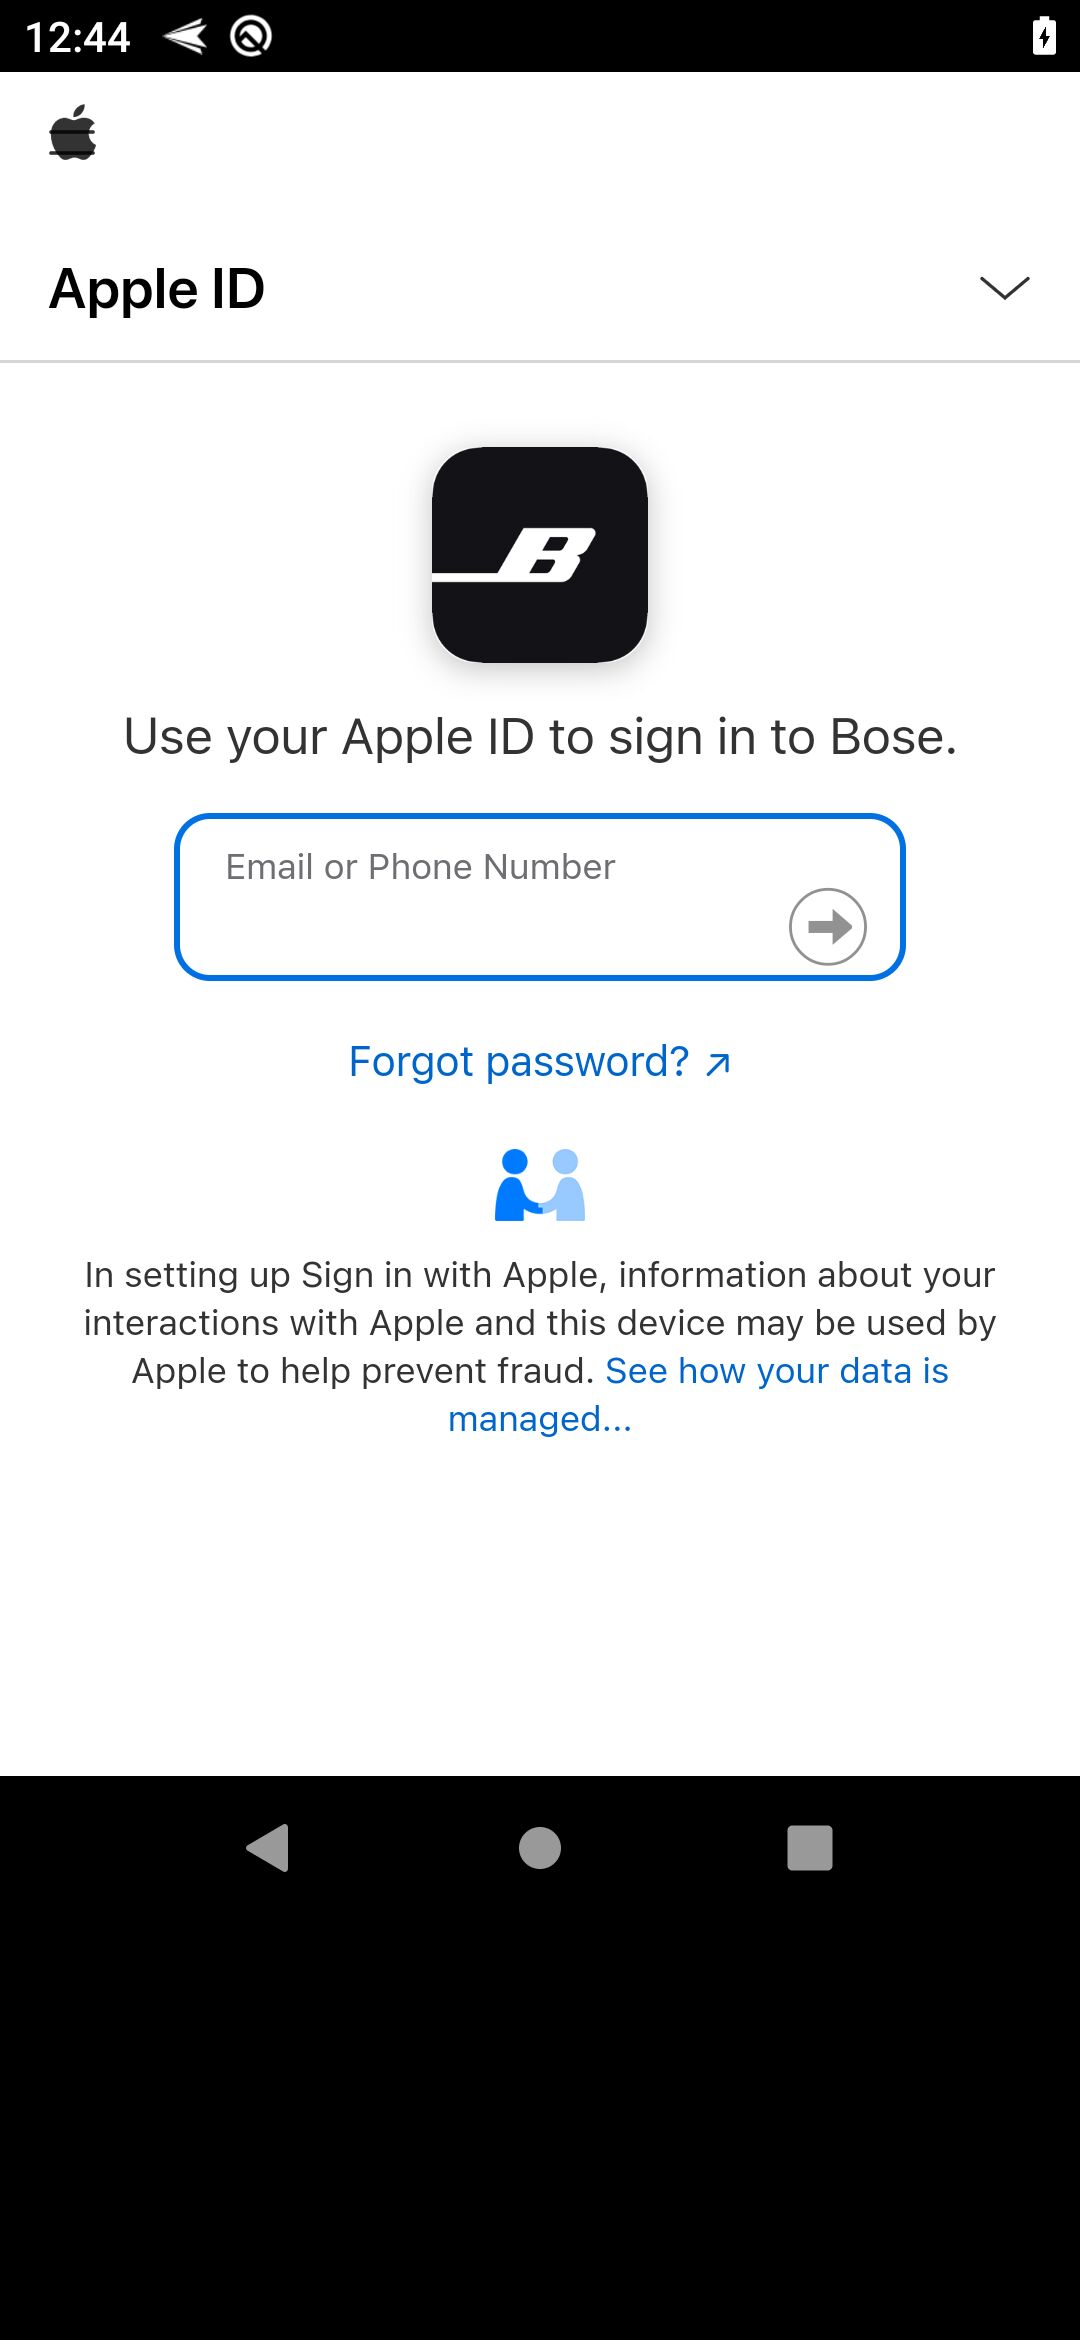 12:44
Apple ID
B
Use your Apple ID to sign in to Bose.
Email or Phone Number
Forgot password? ↗
In setting up Sign in with Apple, information about your
interactions with Apple and this device may be used by
Apple to help prevent fraud. See how your data is
managed...